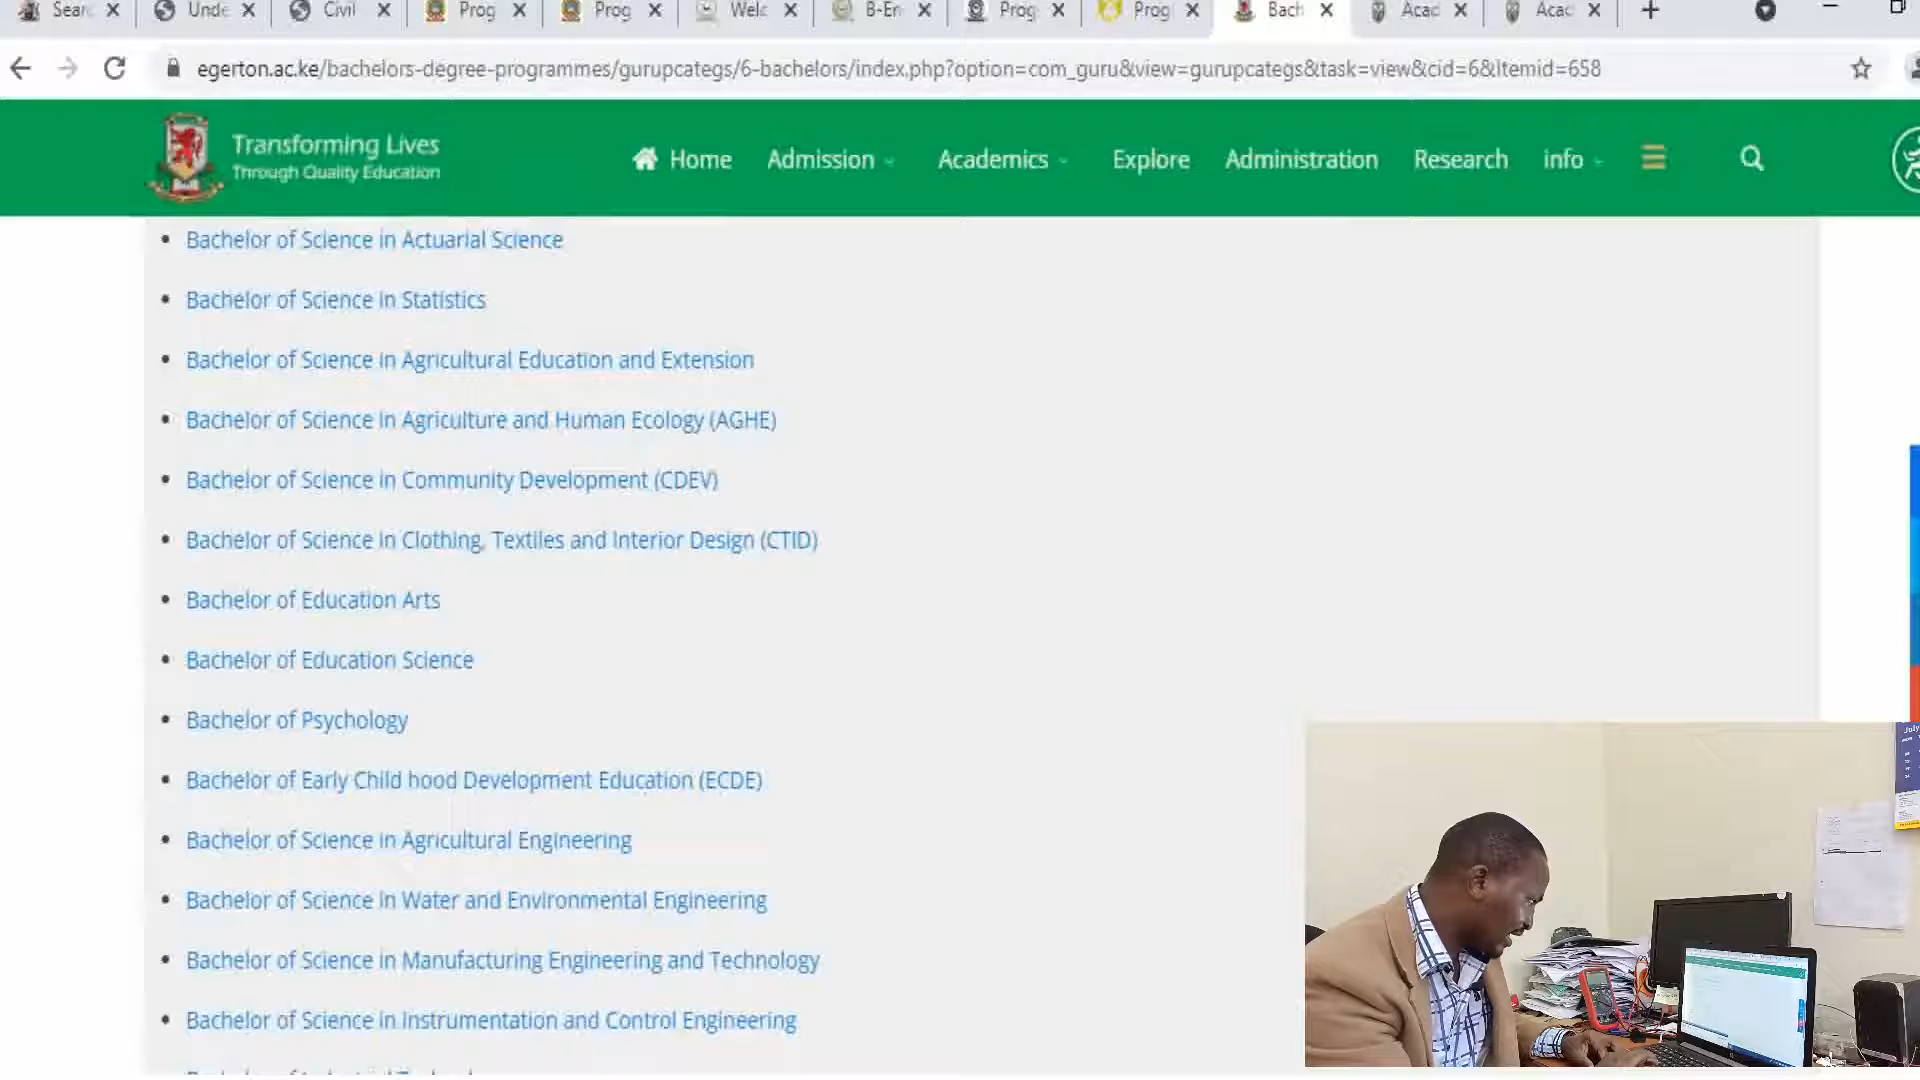 Sear
Unde
Civil
Prog
Prog
Welc
B-En
Prog
Prog
Bach
Acac
Acac
egerton.ac.ke/bachelors-degree-programmes/gurupcategs/6-bachelors/index.php?option=com_guru&view=gurupcategs&task=view&cid=6&Itemid=658
Transforming Lives
Through Quality Education
Home
Admission
Academics
Explore
Administration
Research
info
Bachelor of Science in Actuarial Science
Bachelor of Science in Statistics
Bachelor of Science in Agricultural Education and Extension
Bachelor of Science in Agriculture and Human Ecology (AGHE)
Bachelor of Science in Community Development (CDEV)
Bachelor of Science in Clothing, Textiles and Interior Design (CTID)
Bachelor of Education Arts
Bachelor of Education Science
Bachelor of Psychology
Bachelor of Early Child hood Development Education (ECDE)
Bachelor of Science in Agricultural Engineering
Bachelor of Science in Water and Environmental Engineering
Bachelor of Science in Manufacturing Engineering and Technology
Bachelor of Science in Instrumentation and Control Engineering
July